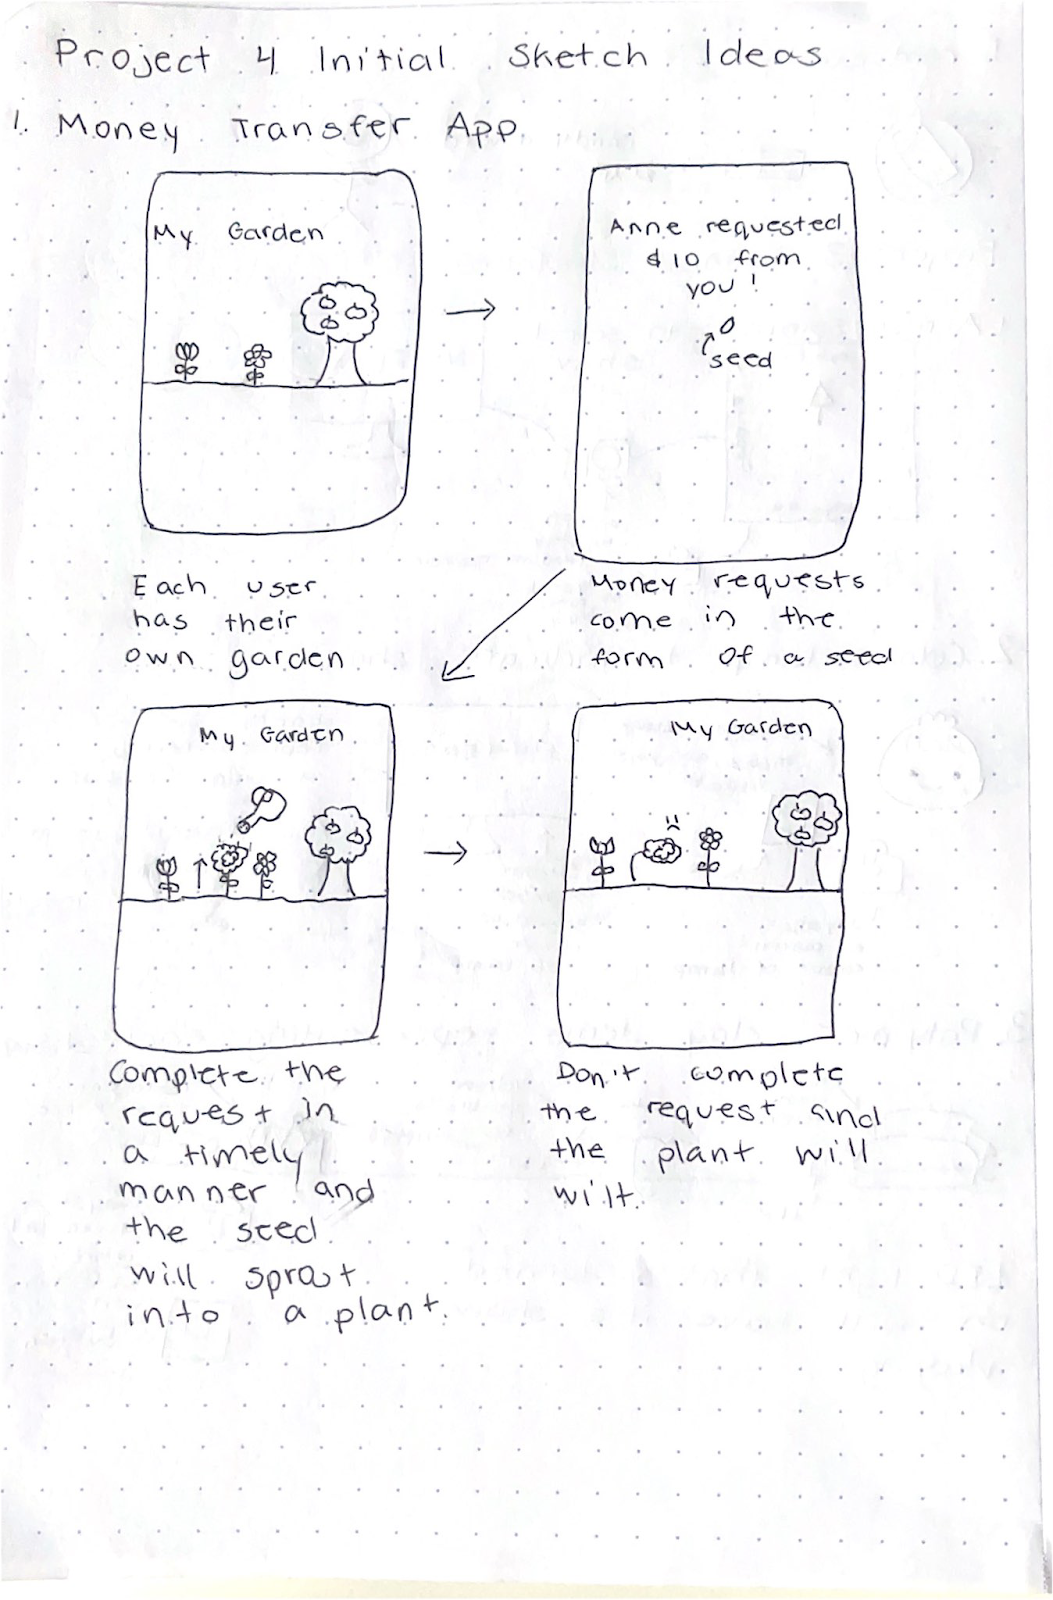 Project 4 Initial Sketch Ideas
1. Money Transfer App
My Garden
Each user
has their
own garden
Anne requested
$10 from
you!
seed
Money requests
come in the
form of a seed
My Garden
Complete the
request in
a timely
manner and
the seed
will sprout
into a plant.
My Garden
Don't complete
the request and
the plant will
wilt.